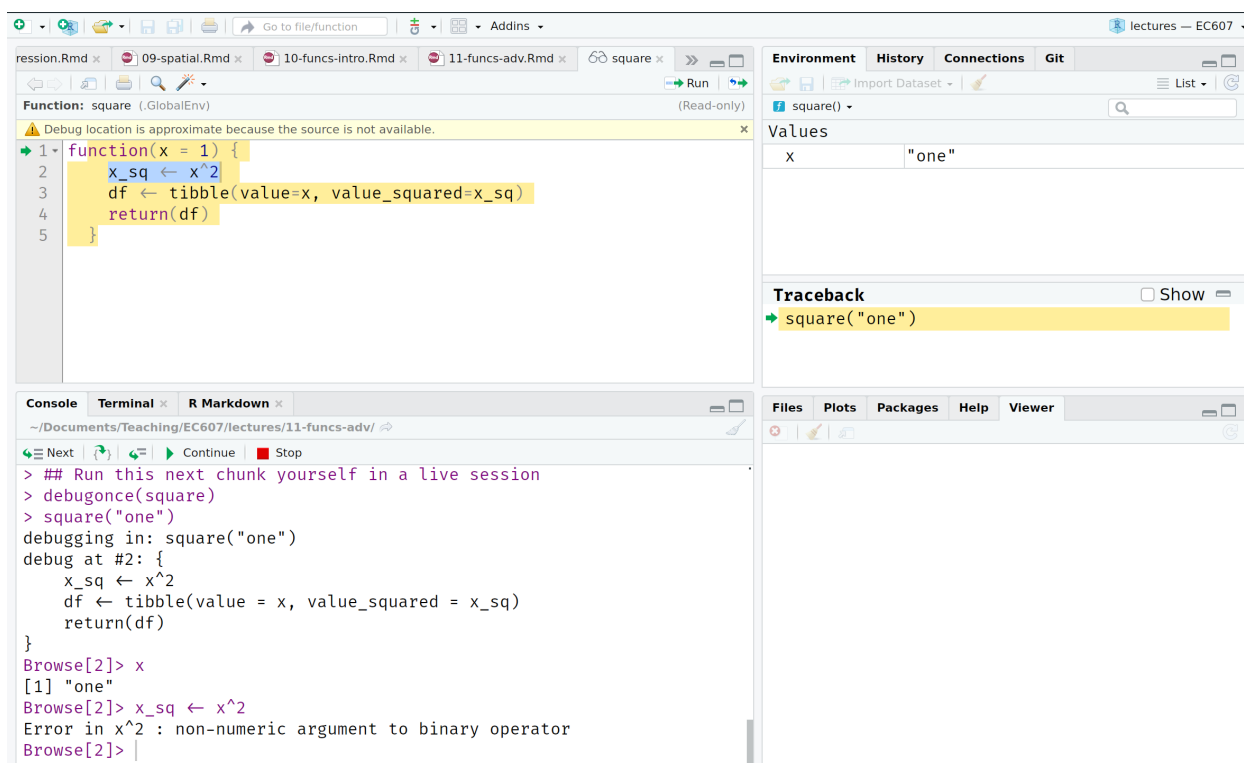 Go to file/function
Addins
lectures — EC607
ression.Rmd
09-spatial.Rmd
10-funcs-intro.Rmd
11-funcs-adv.Rmd
square
Run
Function: square (.GlobalEnv)
(Read-only)
Debug location is approximate because the source is not available.
1 function(x = 1) {
2 x_sq ← x^2
3 df ← tibble(value=x, value_squared=x_sq)
4 return(df)
5 }
Environment History Connections Git
Import Dataset
List
square()
Values
x "one"
Traceback
Show
square("one")
Console Terminal R Markdown
~/Documents/Teaching/EC607/lectures/11-funcs-adv/
Next
Continue
Stop
> ## Run this next chunk yourself in a live session
> debugonce(square)
> square("one")
debugging in: square("one")
debug at #2: {
x_sq ← x^2
df ← tibble(value = x, value_squared = x_sq)
return(df)
}
Browse[2]> x
[1] "one"
Browse[2]> x_sq ← x^2
Error in x^2 : non-numeric argument to binary operator
Browse[2]>
Files Plots Packages Help Viewer